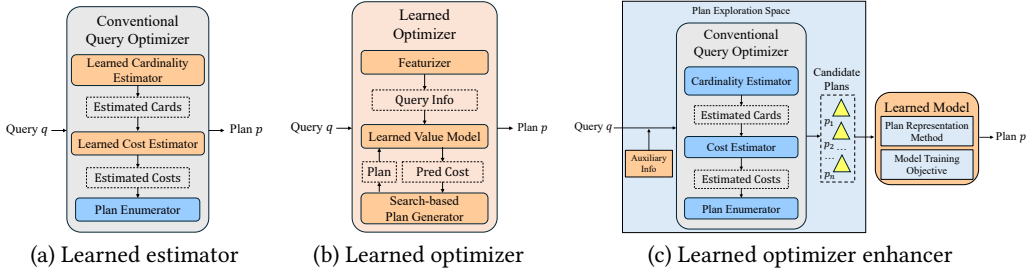 Conventional
Query Optimizer
Learned Cardinality
Estimator
Estimated Cards
Query q
Plan p
Learned Cost Estimator
Estimated Costs
Plan Enumerator
(a) Learned estimator
Learned
Optimizer
Featurizer
Query Info
Query q
Plan p
Learned Value Model
Plan
Pred Cost
Search-based
Plan Generator
(b) Learned optimizer
Plan Exploration Space
Conventional
Query Optimizer
Cardinality Estimator
Estimated Cards
Query q
Cost Estimator
Auxiliary
Info
Estimated Costs
Plan Enumerator
Candidate
Plans
p1
p2 ...
...
pn
Learned Model
Plan Representation
Method
Model Training
Objective
Plan p
(c) Learned optimizer enhancer